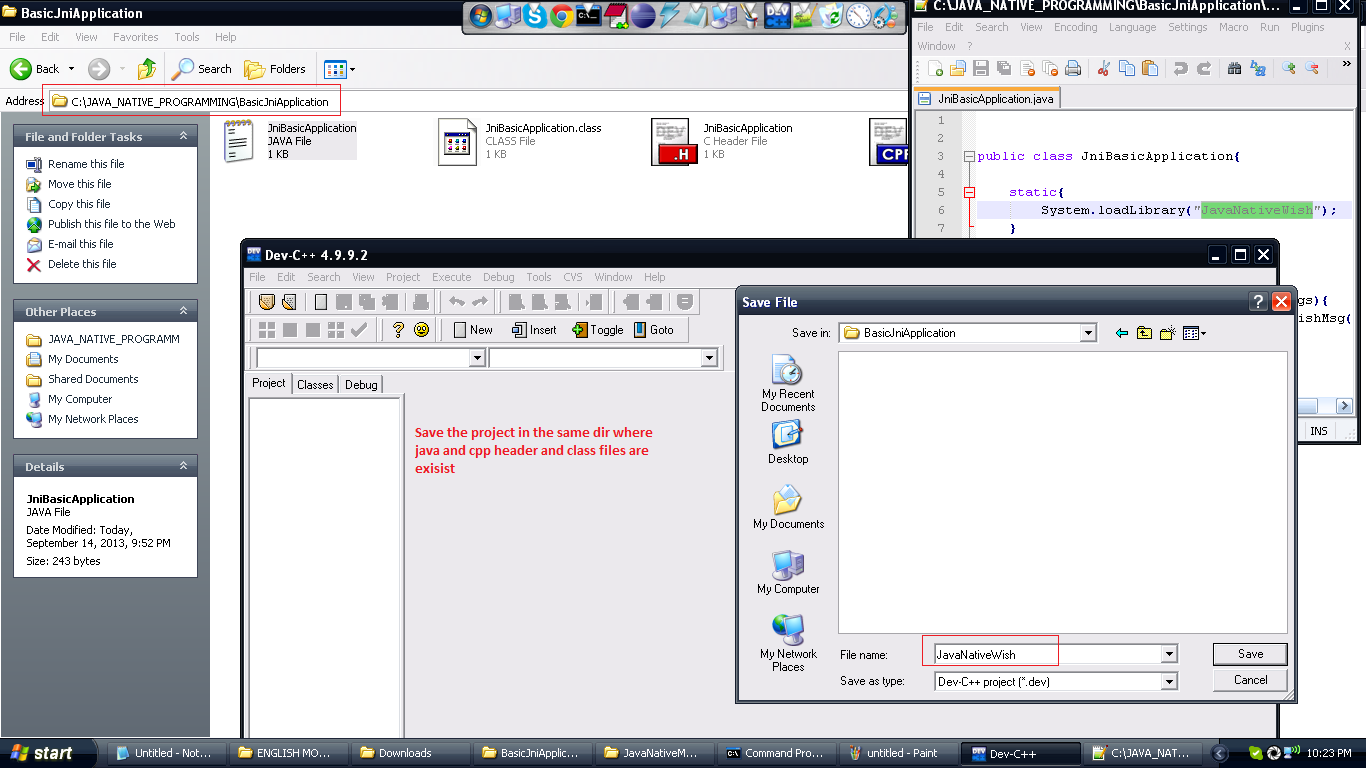 BasicJniApplication
File Edit View Favorites Tools Help
Back Search Folders
Address C:\JAVA_NATIVE_PROGRAMMING\BasicJniApplication
File and Folder Tasks
Rename this file
Move this file
Copy this file
Publish this file to the Web
E-mail this file
Delete this file
Other Places
JAVA_NATIVE_PROGRAMM
My Documents
Shared Documents
My Computer
My Network Places
Details
JniBasicApplication
JAVA File
Date Modified: Today,
September 14, 2013, 9:52 PM
Size: 243 bytes
JniBasicApplication
JAVA File
1 KB
JniBasicApplication.class
CLASS File
1 KB
DEV
.H
JniBasicApplication
C Header File
1 KB
DEV
CPP
C:\JAVA_NATIVE_PROGRAMMING\BasicJniApplication\...
File Edit Search View Encoding Language Settings Macro Run Plugins
Window ? X
JniBasicApplication.java
1
2
3 public class JniBasicApplication{
4
5 static{
6 System.loadLibrary("JavaNativeWish");
7 }
gs){
ishMsg(
INS
Dev-C++ 4.9.9.2
File Edit Search View Project Execute Debug Tools CVS Window Help
New Insert Toggle Goto
Project Classes Debug
Save the project in the same dir where
java and cpp header and class files are
exisist
Save File
Save in: BasicJniApplication
My Recent
Documents
Desktop
My Documents
My Computer
My Network
Places
File name: JavaNativeWish Save
Save as type: Dev-C++ project (*.dev) Cancel
start Untitled - Not... ENGLISH MO... Downloads BasicJniApplic... JavaNativeM... Command Pro... untitled - Paint Dev-C++ C:\JAVA_NAT... 10:23 PM